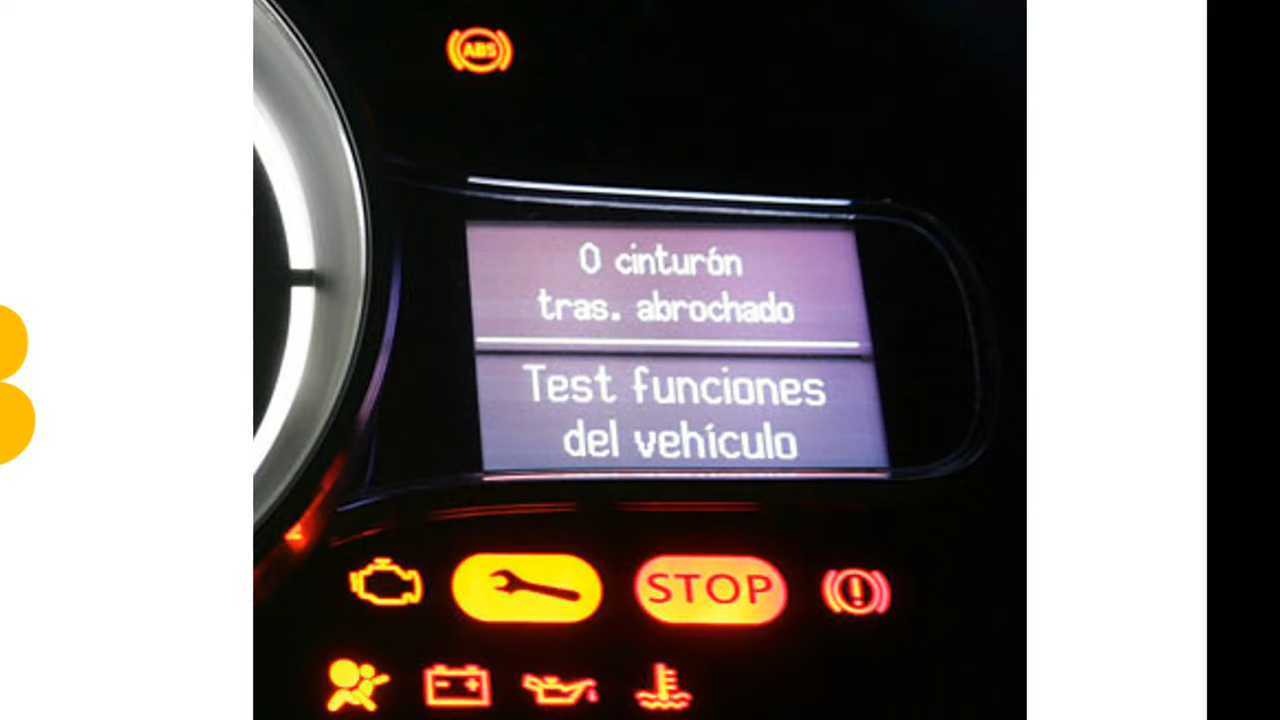 ABS
0 cinturón
tras. abrochado
Test funciones
del vehículo
STOP